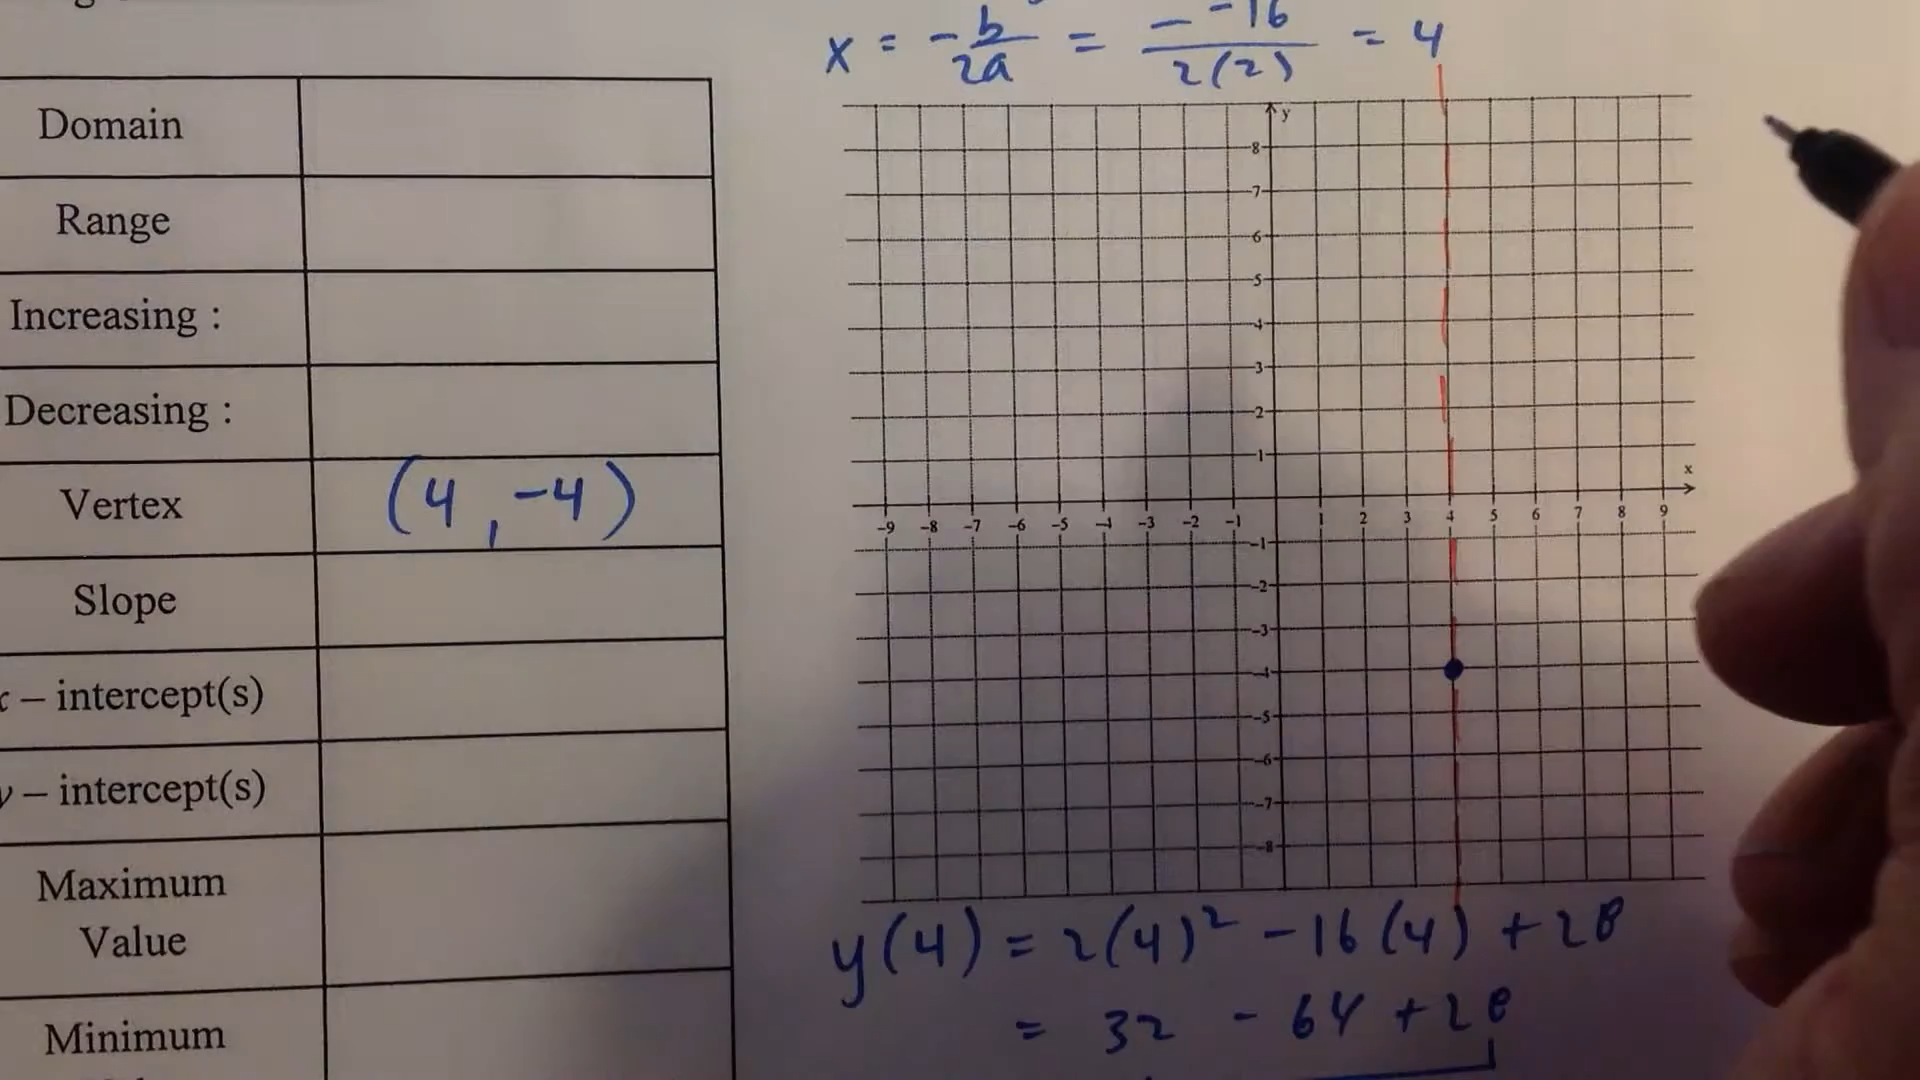 x = -b/2a = - -16/2(2) = 4
Domain
Range
Increasing :
Decreasing :
Vertex (4, -4)
Slope
x – intercept(s)
y – intercept(s)
Maximum
Value
Minimum
y
8
7
6
5
4
3
2
1
x
-9 -8 -7 -6 -5 -4 -3 -2 -1 1 2 3 4 5 6 7 8 9
-1
-2
-3
-4
-5
-6
-7
-8
y(4) = 2(4)² - 16(4) + 28
= 32 - 64 + 28